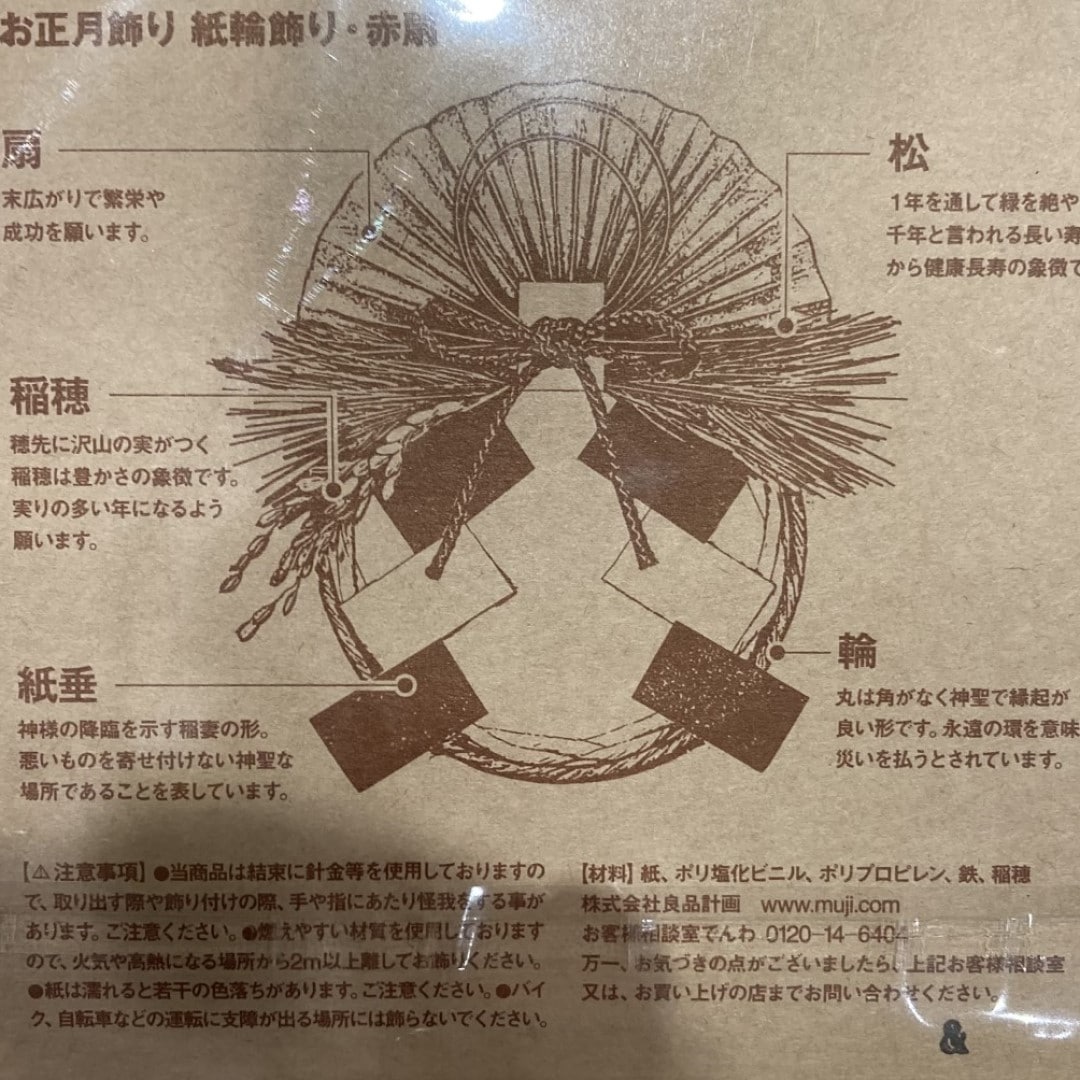 お正月飾り 紙輪飾り・赤扇
扇
末広がりで繁栄や
成功を願います。
松
1年を通して緑を絶や
千年と言われる長い寿
から健康長寿の象徴で
稲穂
穂先に沢山の実がつく
稲穂は豊かさの象徴です。
実りの多い年になるよう
願います。
紙垂
神様の降臨を示す稲妻の形。
悪いものを寄せ付けない神聖な
場所であることを表しています。
輪
丸は角がなく神聖で縁起が
良い形です。永遠の環を意味
災いを払うとされています。
【⚠注意事項】●当商品は結束に針金等を使用しておりますの
で、取り出す際や飾り付けの際、手や指にあたり怪我をする事が
あります。ご注意ください。●燃えやすい材質を使用しております
ので、火気や高熱になる場所から2m以上離してお飾りください。
●紙は濡れると若干の色落ちがあります。ご注意ください。●バイ
ク、自転車などの運転に支障が出る場所には飾らないでください。
【材料】紙、ポリ塩化ビニル、ポリプロピレン、鉄、稲穂
株式会社良品計画 www.muji.com
お客様相談室でんわ 0120-14-6404
万一、お気づきの点がございましたら、上記お客様相談室
又は、お買い上げの店までお問い合わせください。
&